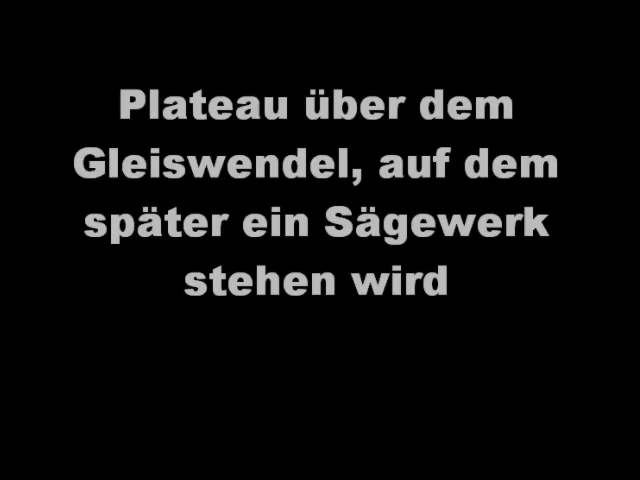 Plateau über dem
Gleiswendel, auf dem
später ein Sägewerk
stehen wird